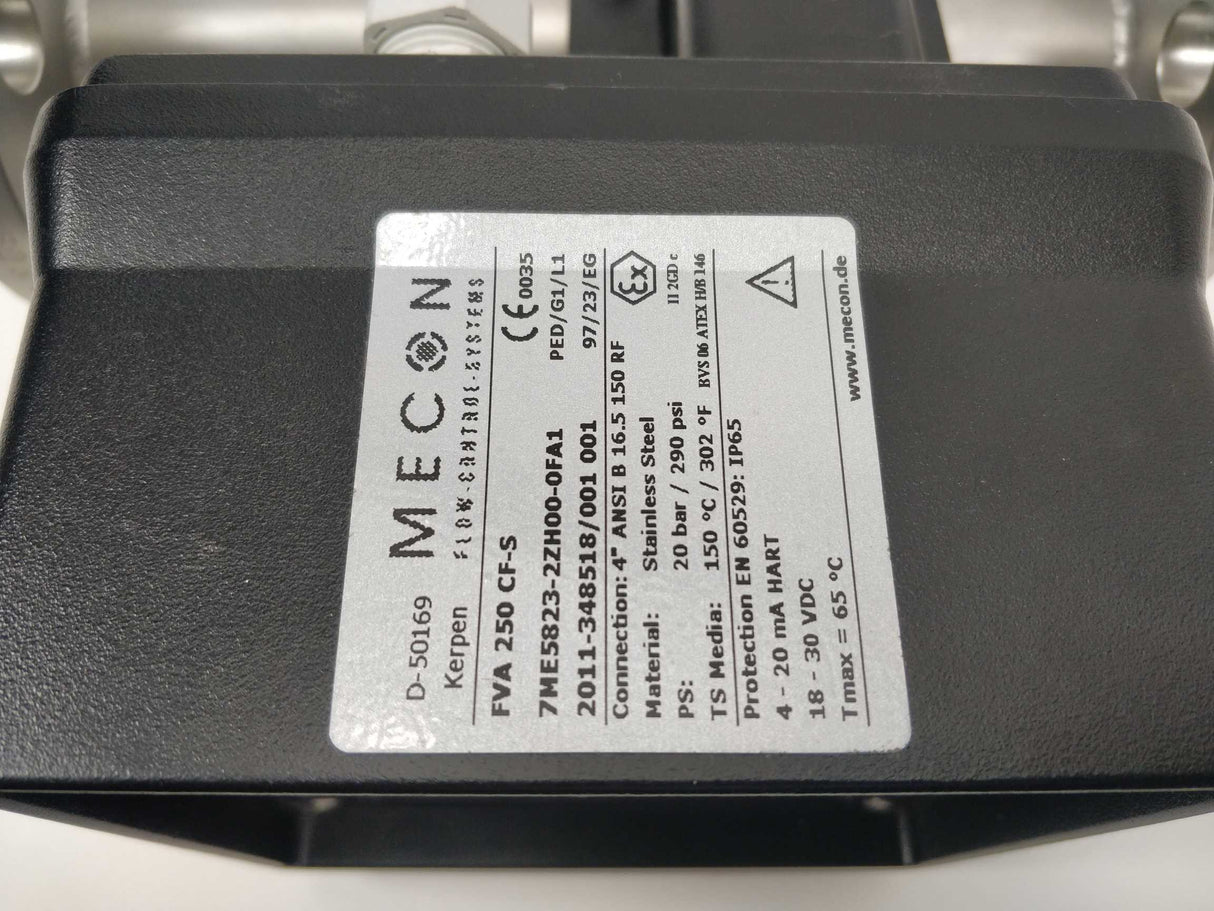 D-50169
Kerpen
MECON
FLOW-CONTROL-SYSTEMS
FVA 250 CF-S
CE 0035
7ME5823-2ZH00-0FA1
PED/G1/L1
2011-348518/001 001
97/23/EG
Connection: 4" ANSI B 16.5 150 RF
Material: Stainless Steel
PS: 20 bar / 290 psi
TS Media: 150 °C / 302 °F
Ex
II 2GD c
BVS 06 ATEX H/B 146
Protection EN 60529: IP65
4 - 20 mA HART
18 - 30 VDC
Tmax = 65 °C
!
www.mecon.de